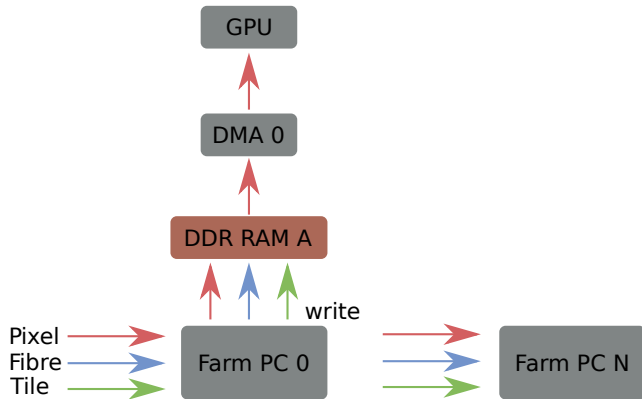 GPU
DMA 0
DDR RAM A
write
Pixel
Fibre
Tile
Farm PC 0
Farm PC N